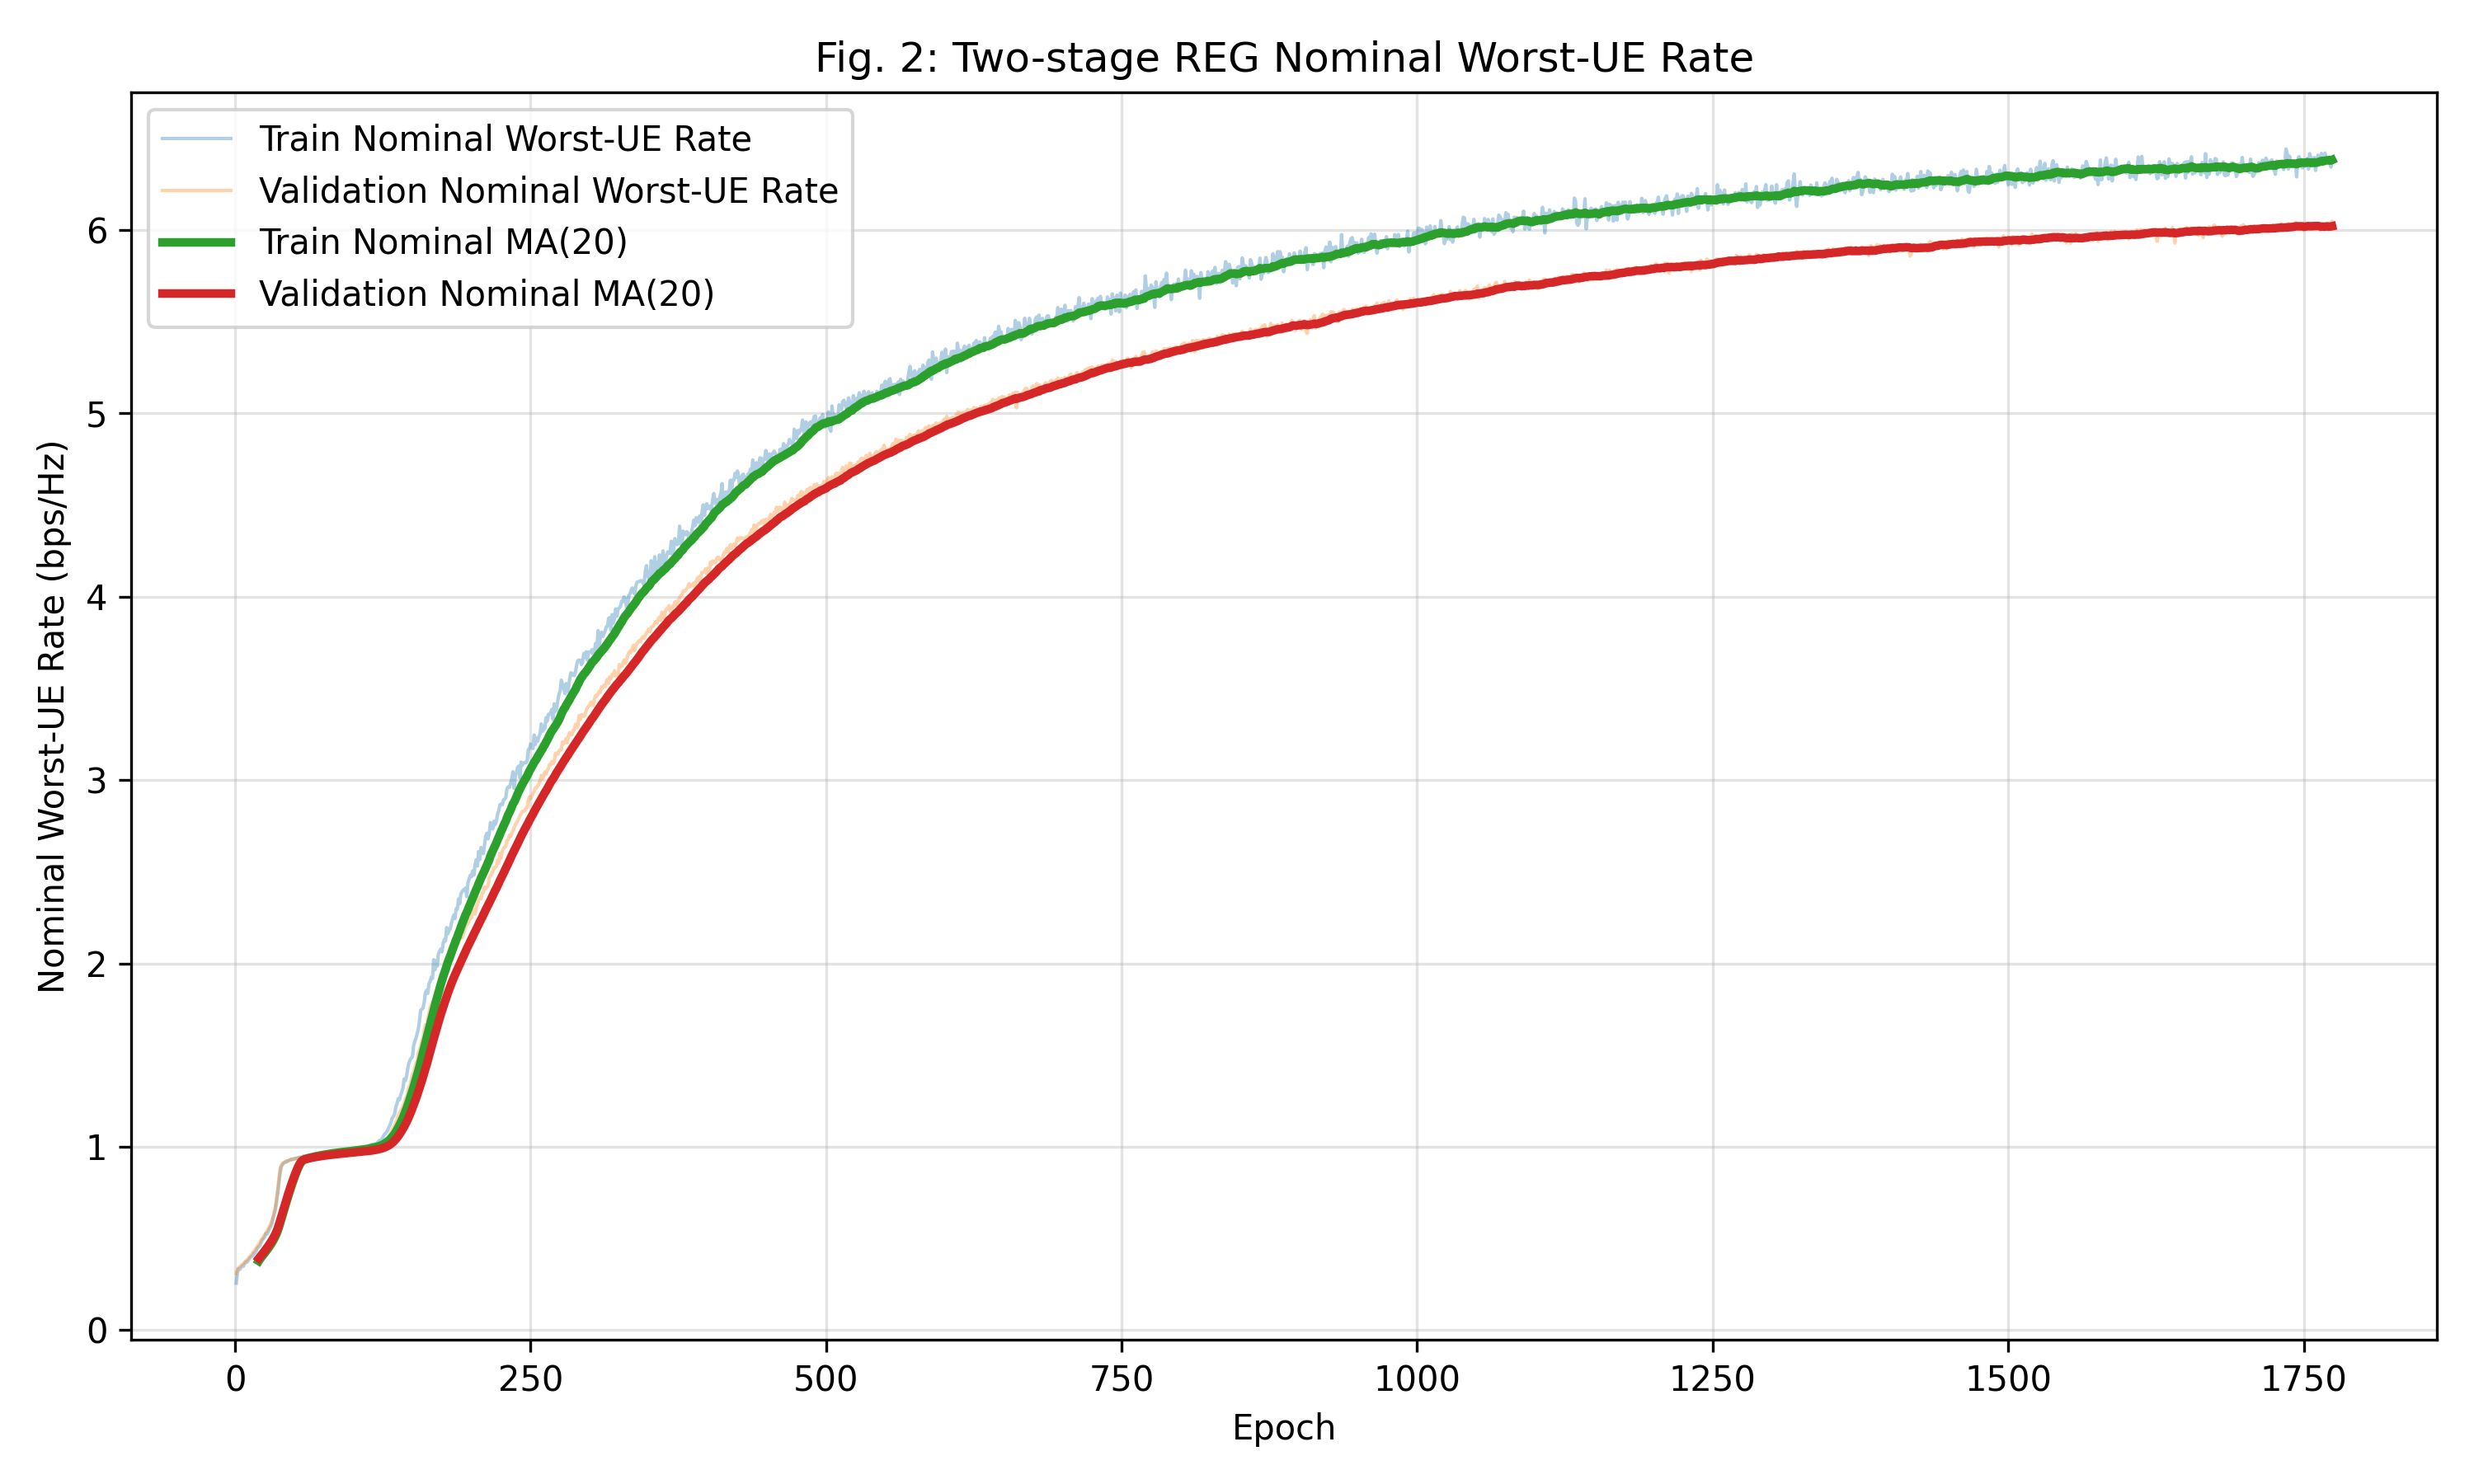 Fig. 2: Two-stage REG Nominal Worst-UE Rate
Train Nominal Worst-UE Rate
Validation Nominal Worst-UE Rate
Train Nominal MA(20)
Validation Nominal MA(20)
Nominal Worst-UE Rate (bps/Hz)
6
5
4
3
2
1
0
0 250 500 750 1000 1250 1500 1750
Epoch